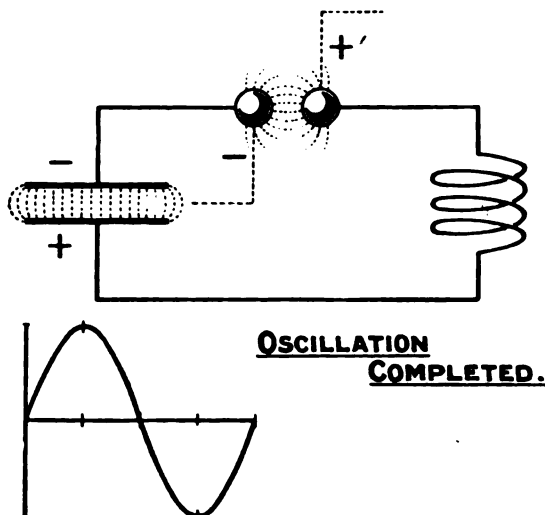 +′
−
−
+
OSCILLATION
COMPLETED.